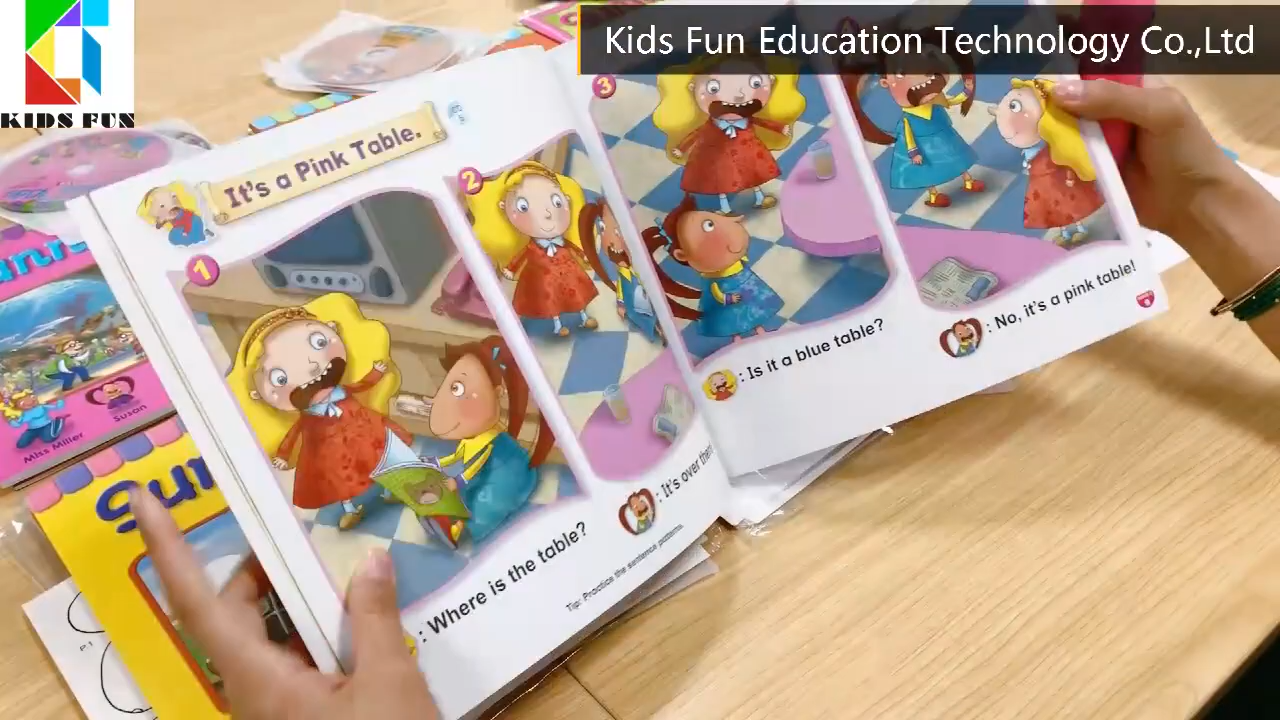 Kids Fun Education Technology Co.,Ltd
KIDS FUN
It's a Pink Table.
1
: Where is the table?
2
: It's over
Tip: Practice the sentence patterns.
3
: Is it a blue table?
: No, it's a pink table!
Miss Miller
Susan
P.1